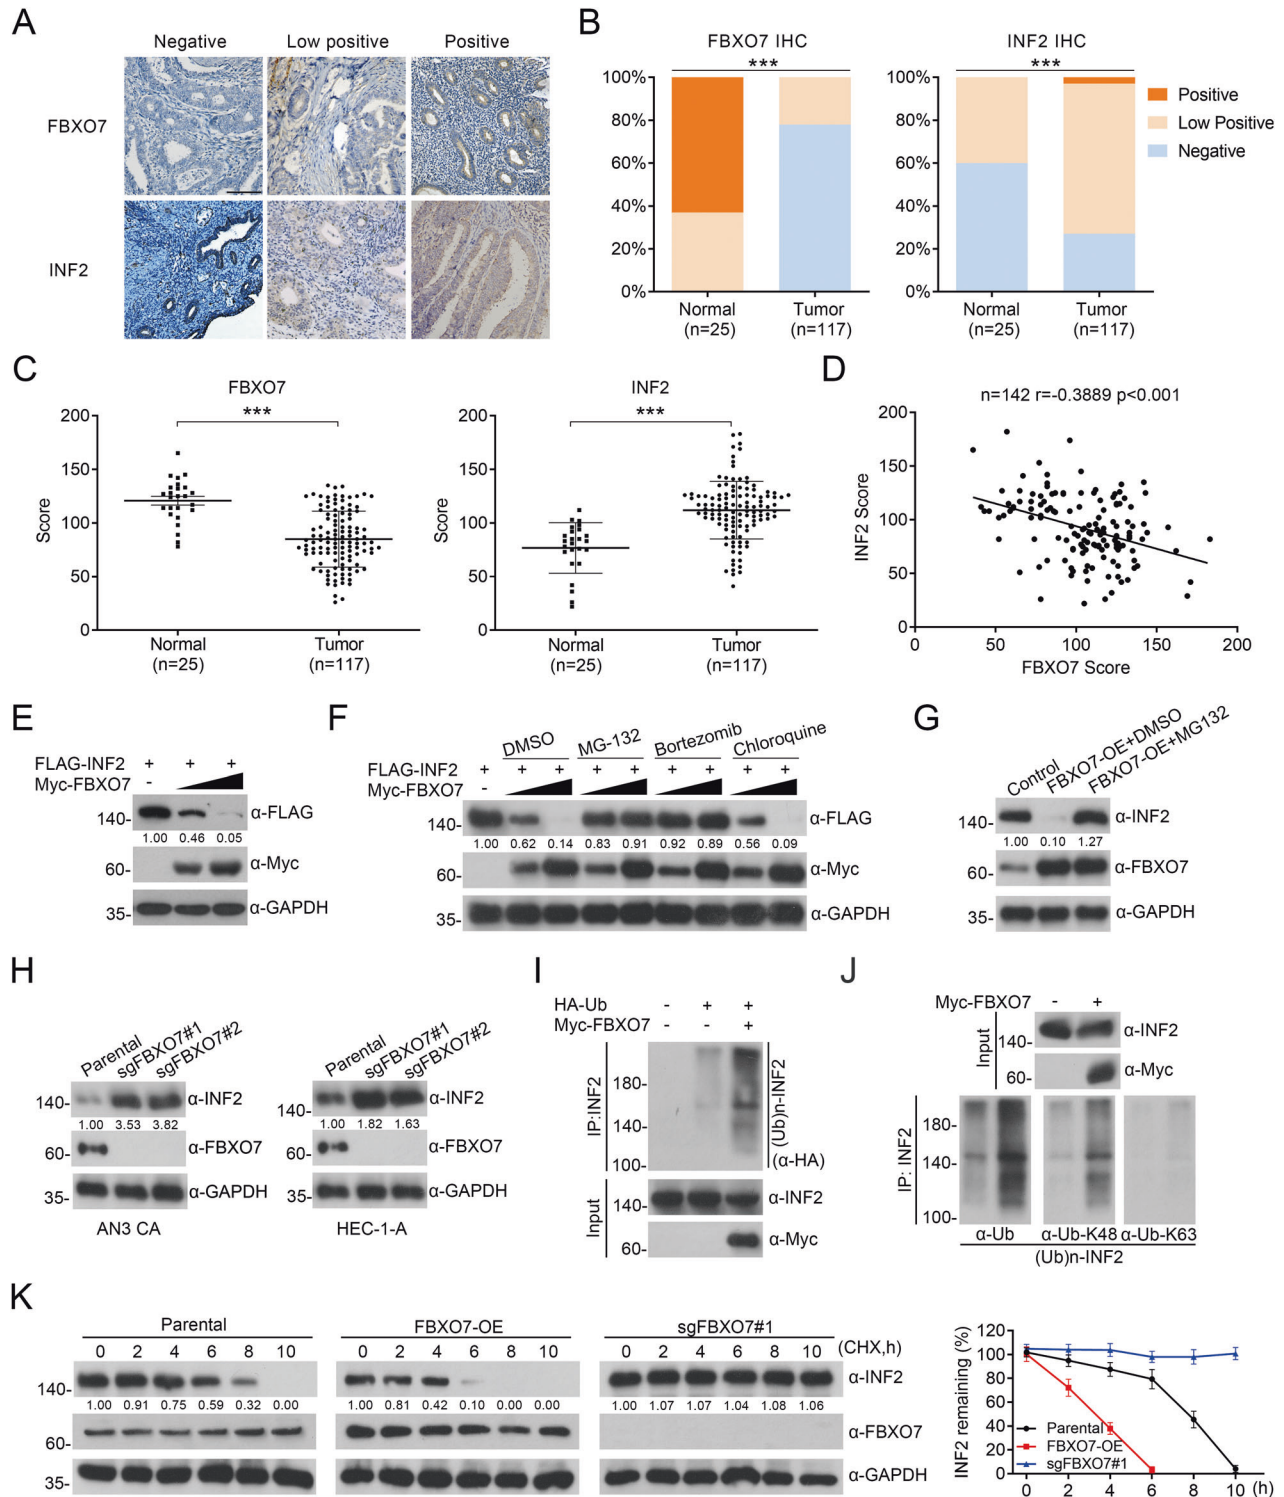 A
Negative Low positive Positive
FBXO7
INF2
B
FBXO7 IHC
***
100%
80%
60%
40%
20%
0%
Normal (n=25)
Tumor (n=117)
INF2 IHC
***
100%
80%
60%
40%
20%
0%
Normal (n=25)
Tumor (n=117)
Positive
Low Positive
Negative
C
FBXO7
***
Score
200
150
100
50
0
Normal (n=25)
Tumor (n=117)
INF2
***
Score
200
150
100
50
0
Normal (n=25)
Tumor (n=117)
D
n=142 r=-0.3889 p<0.001
INF2 Score
200
150
100
50
0
0 50 100 150 200
FBXO7 Score
E
FLAG-INF2 + + +
Myc-FBXO7 -
140- α-FLAG
1.00 0.46 0.05
60- α-Myc
35- α-GAPDH
F
DMSO MG-132 Bortezomib Chloroquine
FLAG-INF2 + + + + + + + + +
Myc-FBXO7 -
140- α-FLAG
1.00 0.62 0.14 0.83 0.91 0.92 0.89 0.56 0.09
60- α-Myc
35- α-GAPDH
G
Control FBXO7-OE+DMSO FBXO7-OE+MG132
140- α-INF2
1.00 0.10 1.27
60- α-FBXO7
35- α-GAPDH
H
Parental sgFBXO7#1 sgFBXO7#2
140- α-INF2
1.00 3.53 3.82
60- α-FBXO7
35- α-GAPDH
AN3 CA
Parental sgFBXO7#1 sgFBXO7#2
140- α-INF2
1.00 1.82 1.63
60- α-FBXO7
35- α-GAPDH
HEC-1-A
I
HA-Ub - + +
Myc-FBXO7 - - +
IP:INF2
180-
140-
100-
(Ub)n-INF2
(α-HA)
Input
140- α-INF2
60- α-Myc
J
Myc-FBXO7 - +
Input
140- α-INF2
60- α-Myc
IP: INF2
180-
140-
100-
α-Ub α-Ub-K48 α-Ub-K63
(Ub)n-INF2
K
Parental FBXO7-OE sgFBXO7#1
0 2 4 6 8 10 0 2 4 6 8 10 0 2 4 6 8 10 (CHX,h)
140- α-INF2
1.00 0.91 0.75 0.59 0.32 0.00 1.00 0.81 0.42 0.10 0.00 0.00 1.00 1.07 1.07 1.04 1.08 1.06
60- α-FBXO7
35- α-GAPDH
INF2 remaining (%)
120
100
80
60
40
20
0
Parental
FBXO7-OE
sgFBXO7#1
0 2 4 6 8 10 (h)